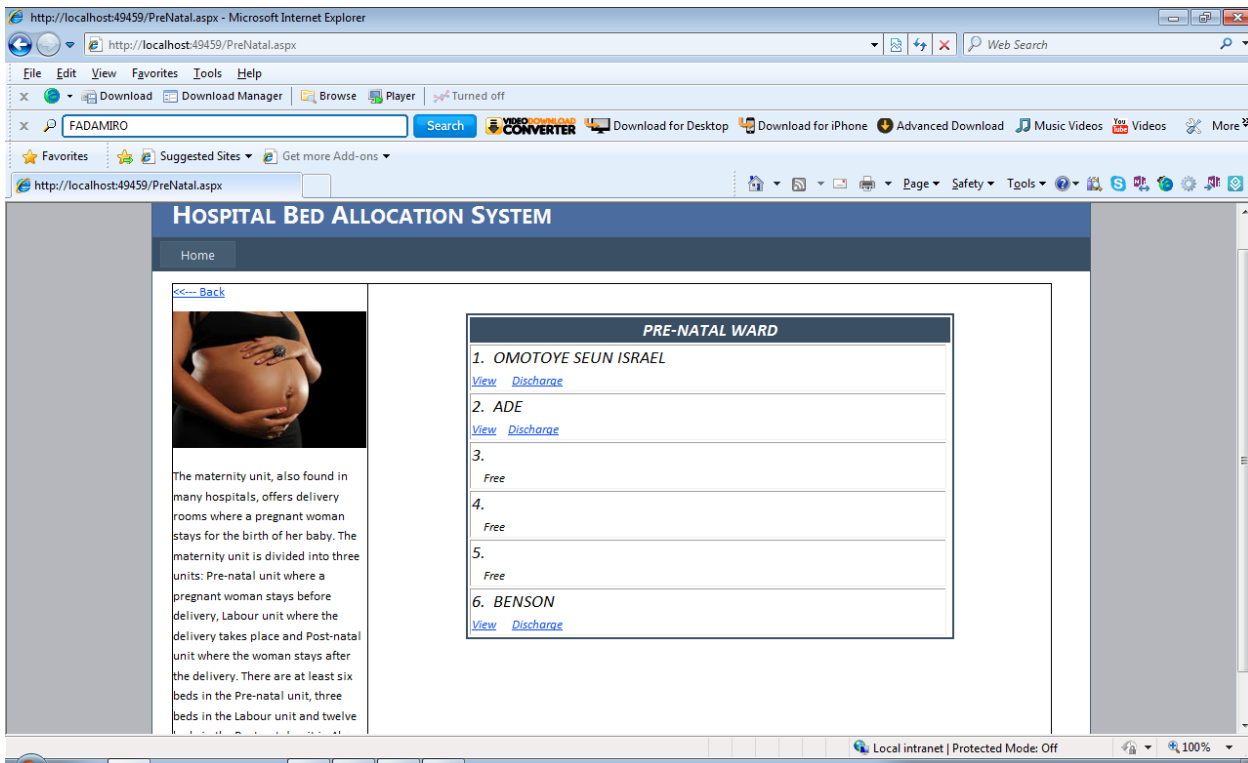 http://localhost:49459/PreNatal.aspx - Microsoft Internet Explorer
http://localhost:49459/PreNatal.aspx
Web Search
File Edit View Favorites Tools Help
x Download Download Manager Browse Player Turned off
x FADAMIRO Search VIDEO DOWNLOAD CONVERTER Download for Desktop Download for iPhone Advanced Download Music Videos You Tube Videos More
Favorites Suggested Sites Get more Add-ons
http://localhost:49459/PreNatal.aspx
Page Safety Tools
HOSPITAL BED ALLOCATION SYSTEM
Home
<<--- Back
The maternity unit, also found in
many hospitals, offers delivery
rooms where a pregnant woman
stays for the birth of her baby. The
maternity unit is divided into three
units: Pre-natal unit where a
pregnant woman stays before
delivery, Labour unit where the
delivery takes place and Post-natal
unit where the woman stays after
the delivery. There are at least six
beds in the Pre-natal unit, three
beds in the Labour unit and twelve
PRE-NATAL WARD
1. OMOTOYE SEUN ISRAEL
View Discharge
2. ADE
View Discharge
3.
Free
4.
Free
5.
Free
6. BENSON
View Discharge
Local intranet | Protected Mode: Off
100%